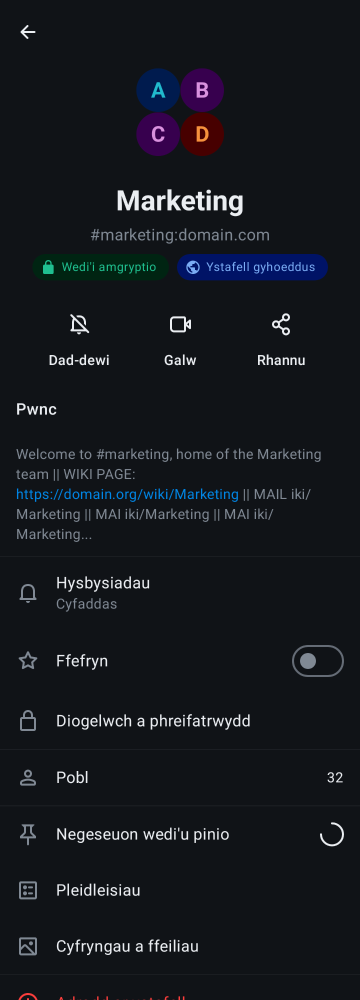 A B
C D
Marketing
#marketing:domain.com
Wedi'i amgryptio Ystafell gyhoeddus
Dad-dewi Galw Rhannu
Pwnc
Welcome to #marketing, home of the Marketing
team || WIKI PAGE:
https://domain.org/wiki/Marketing || MAIL iki/
Marketing || MAI iki/Marketing || MAI iki/
Marketing...
Hysbysiadau
Cyfaddas
Ffefryn
Diogelwch a phreifatrwydd
Pobl 32
Negeseuon wedi'u pinio
Pleidleisiau
Cyfryngau a ffeiliau